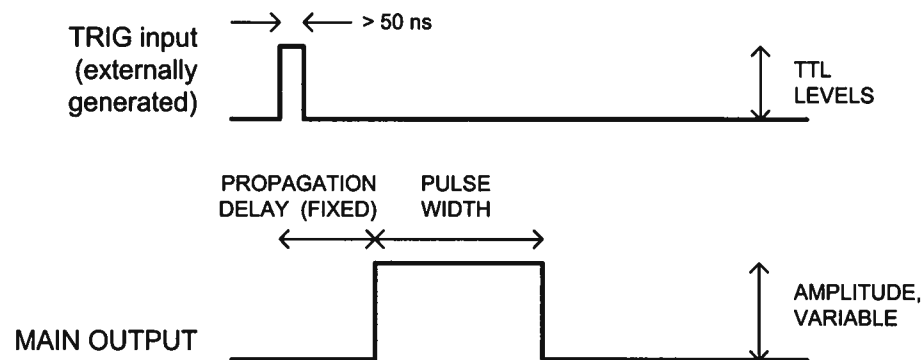 TRIG input
(externally
generated)
> 50 ns
TTL
LEVELS
PROPAGATION
DELAY (FIXED)
PULSE
WIDTH
MAIN OUTPUT
AMPLITUDE,
VARIABLE